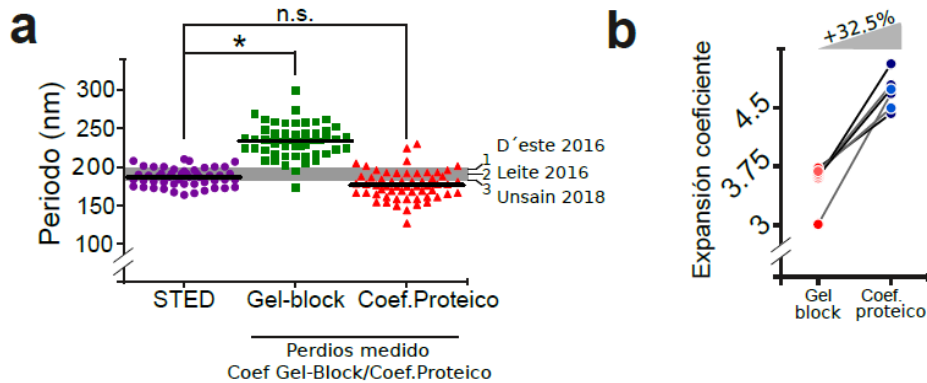 a
n.s.
*
Periodo (nm)
300
250
200
150
100
1
2
3
D´este 2016
Leite 2016
Unsain 2018
STED
Gel-block
Coef.Proteico
Perdios medido
Coef Gel-Block/Coef.Proteico
b
+32.5%
Expansión coeficiente
4.5
3.75
3
Gel
block
Coef.
proteico